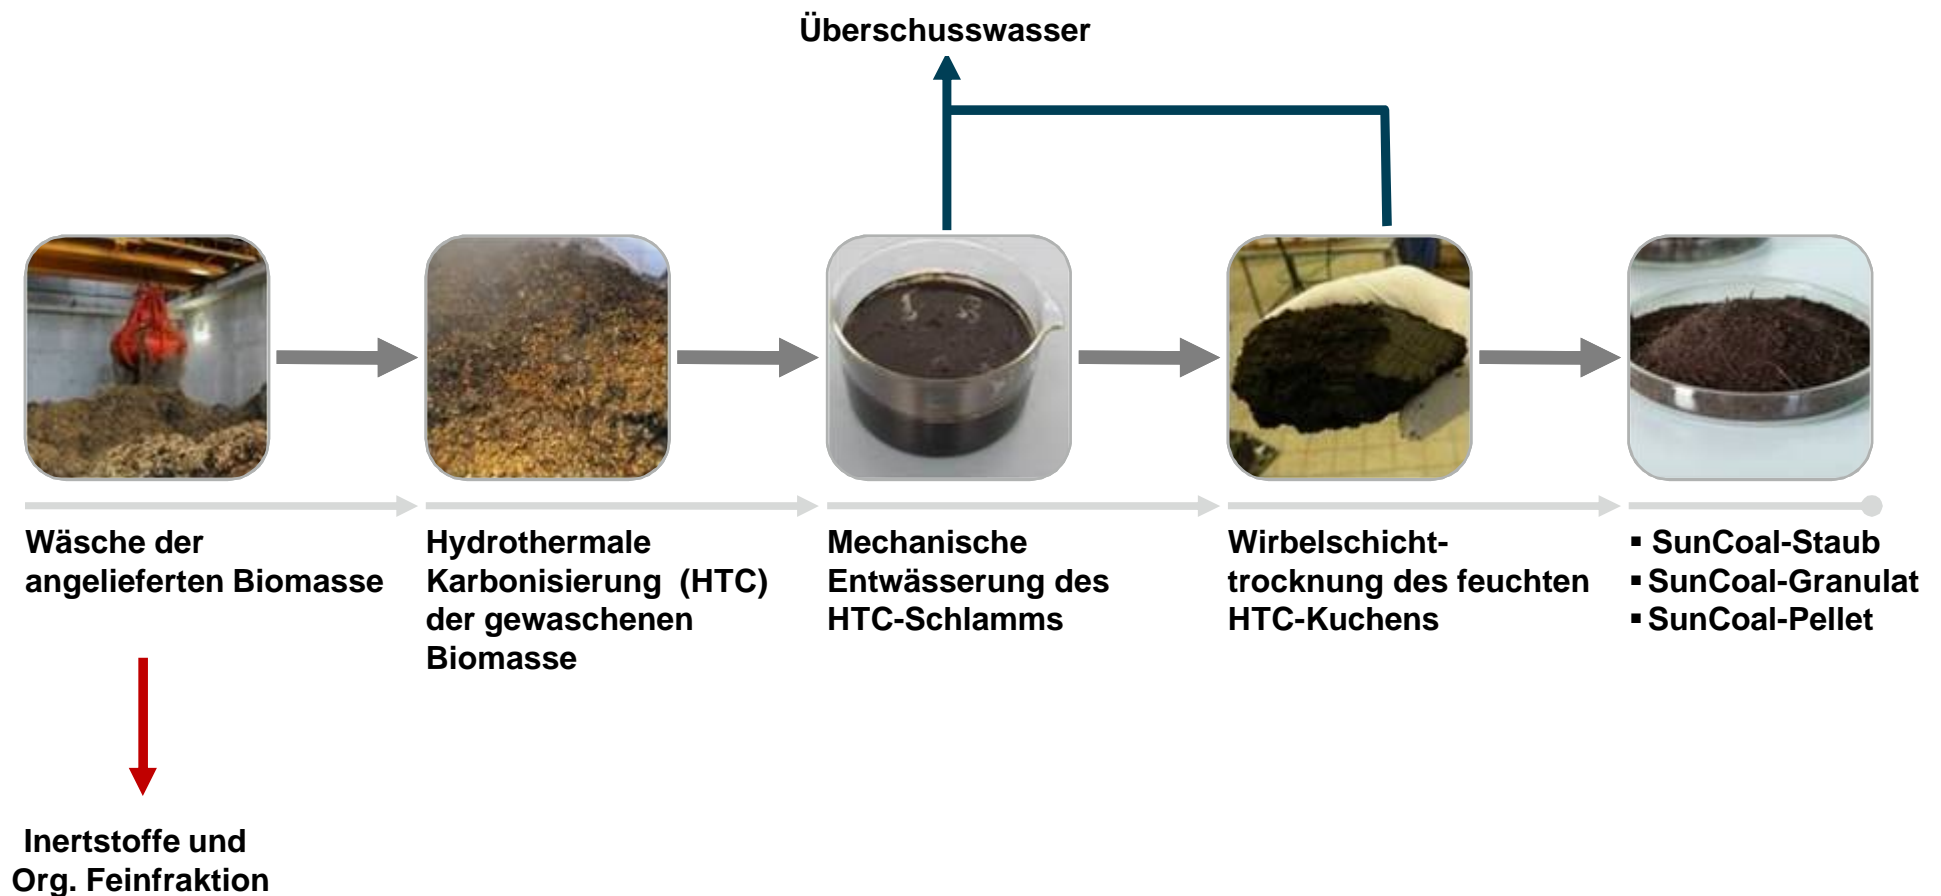 Überschusswasser
Wäsche der
angelieferten Biomasse
Hydrothermale
Karbonisierung (HTC)
der gewaschenen
Biomasse
Mechanische
Entwässerung des
HTC-Schlamms
Wirbelschicht-
trocknung des feuchten
HTC-Kuchens
▪ SunCoal-Staub
▪ SunCoal-Granulat
▪ SunCoal-Pellet
Inertstoffe und
Org. Feinfraktion